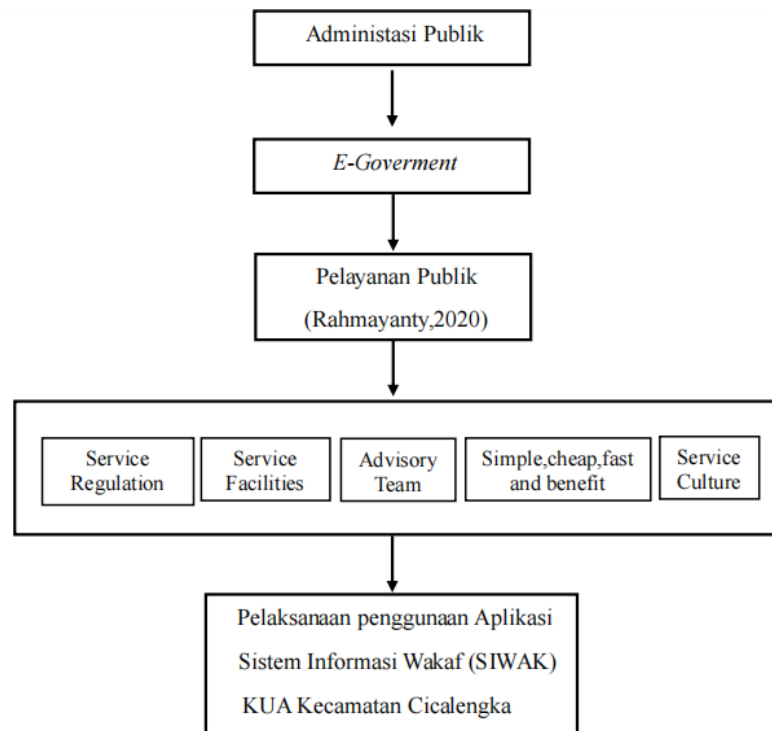 Administasi Publik
E-Goverment
Pelayanan Publik
(Rahmayanty,2020)
Service
Regulation
Service
Facilities
Advisory
Team
Simple,cheap,fast
and benefit
Service
Culture
Pelaksanaan penggunaan Aplikasi
Sistem Informasi Wakaf (SIWAK)
KUA Kecamatan Cicalengka